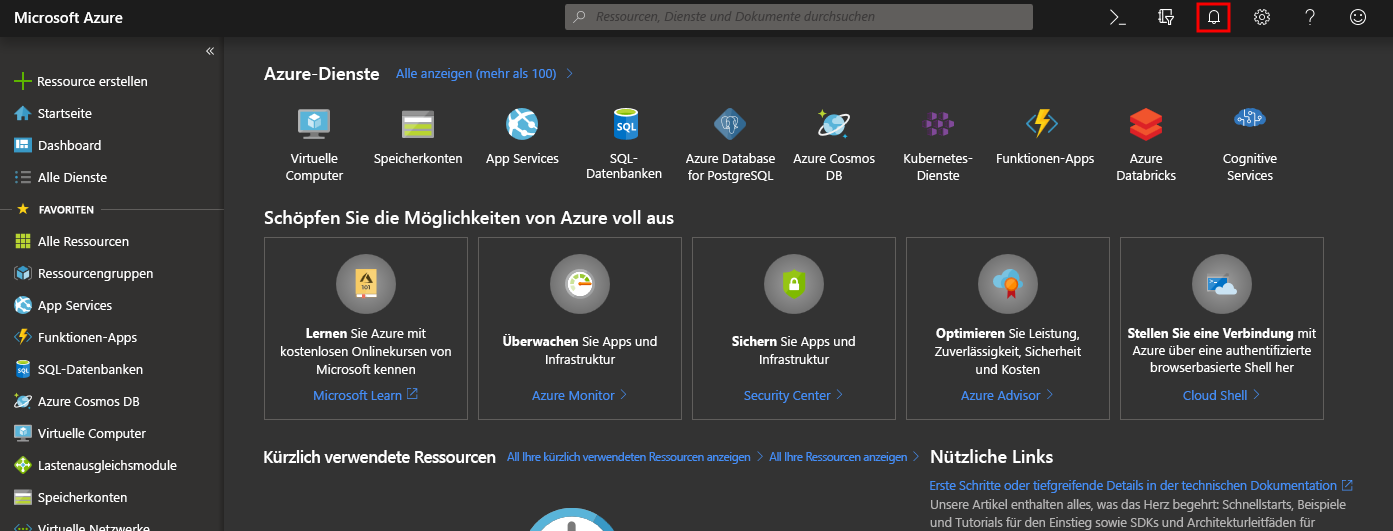 Microsoft Azure
Ressourcen, Dienste und Dokumente durchsuchen
Ressource erstellen
Startseite
Dashboard
Alle Dienste
FAVORITEN
Alle Ressourcen
Ressourcengruppen
App Services
Funktionen-Apps
SQL-Datenbanken
Azure Cosmos DB
Virtuelle Computer
Lastenausgleichsmodule
Speicherkonten
Virtuelle Netzwerke
Azure-Dienste
Alle anzeigen (mehr als 100)
Virtuelle
Computer
Speicherkonten
App Services
SQL
SQL-
Datenbanken
Azure Database
for PostgreSQL
Azure Cosmos
DB
Kubernetes-
Dienste
Funktionen-Apps
Azure
Databricks
Cognitive
Services
Schöpfen Sie die Möglichkeiten von Azure voll aus
101
Lernen Sie Azure mit
kostenlosen Onlinekursen von
Microsoft kennen
Microsoft Learn
Überwachen Sie Apps und
Infrastruktur
Azure Monitor
Sichern Sie Apps und
Infrastruktur
Security Center
Optimieren Sie Leistung,
Zuverlässigkeit, Sicherheit
und Kosten
Azure Advisor
Stellen Sie eine Verbindung mit
Azure über eine authentifizierte
browserbasierte Shell her
Cloud Shell
Kürzlich verwendete Ressourcen
All Ihre kürzlich verwendeten Ressourcen anzeigen
All Ihre Ressourcen anzeigen
Nützliche Links
Erste Schritte oder tiefgreifende Details in der technischen Dokumentation
Unsere Artikel enthalten alles, was das Herz begehrt: Schnellstarts, Beispiele
und Tutorials für den Einstieg sowie SDKs und Architekturleitfäden für